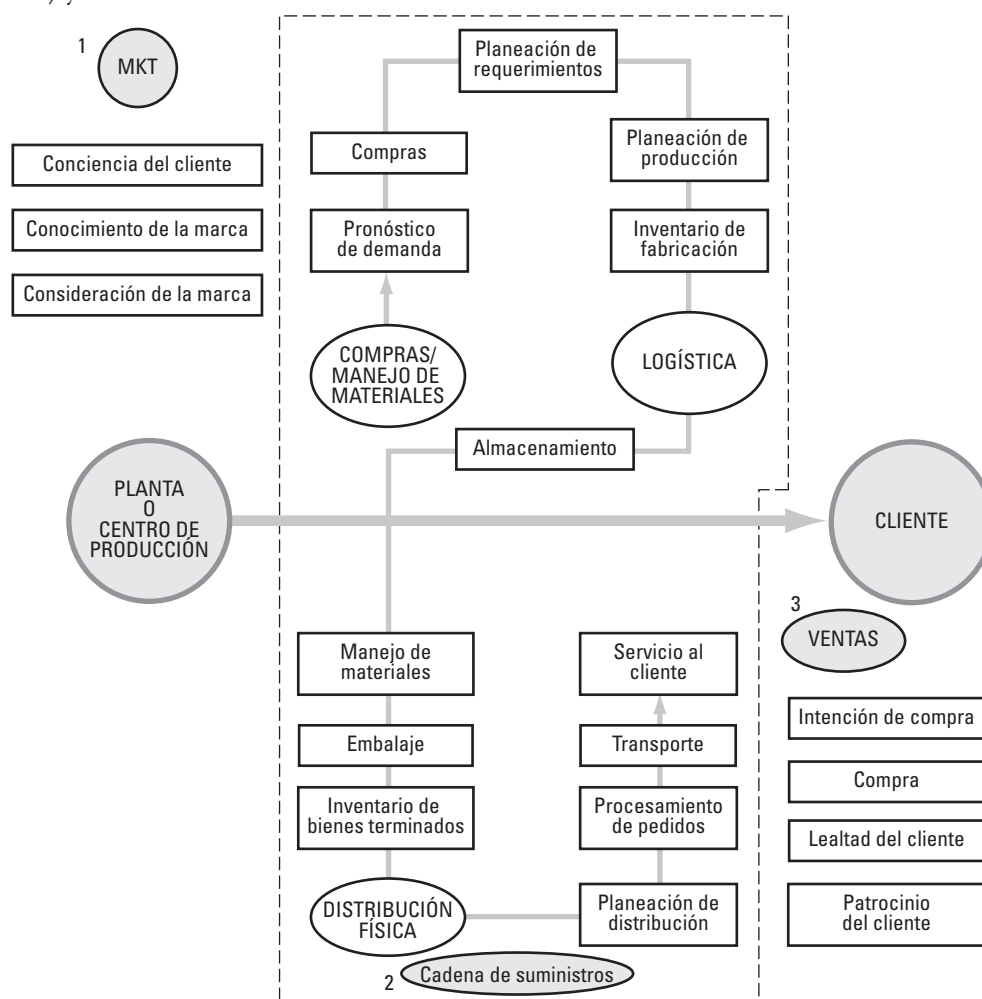 1
MKT
Conciencia del cliente
Conocimiento de la marca
Consideración de la marca
Planeación de
requerimientos
Compras
Pronóstico
de demanda
COMPRAS/
MANEJO DE
MATERIALES
Planeación de
producción
Inventario de
fabricación
LOGÍSTICA
Almacenamiento
PLANTA
O
CENTRO DE
PRODUCCIÓN
CLIENTE
Manejo de
materiales
Embalaje
Inventario de
bienes terminados
DISTRIBUCIÓN
FÍSICA
Servicio al
cliente
Transporte
Procesamiento
de pedidos
Planeación de
distribución
2
Cadena de suministros
3
VENTAS
Intención de compra
Compra
Lealtad del cliente
Patrocinio
del cliente